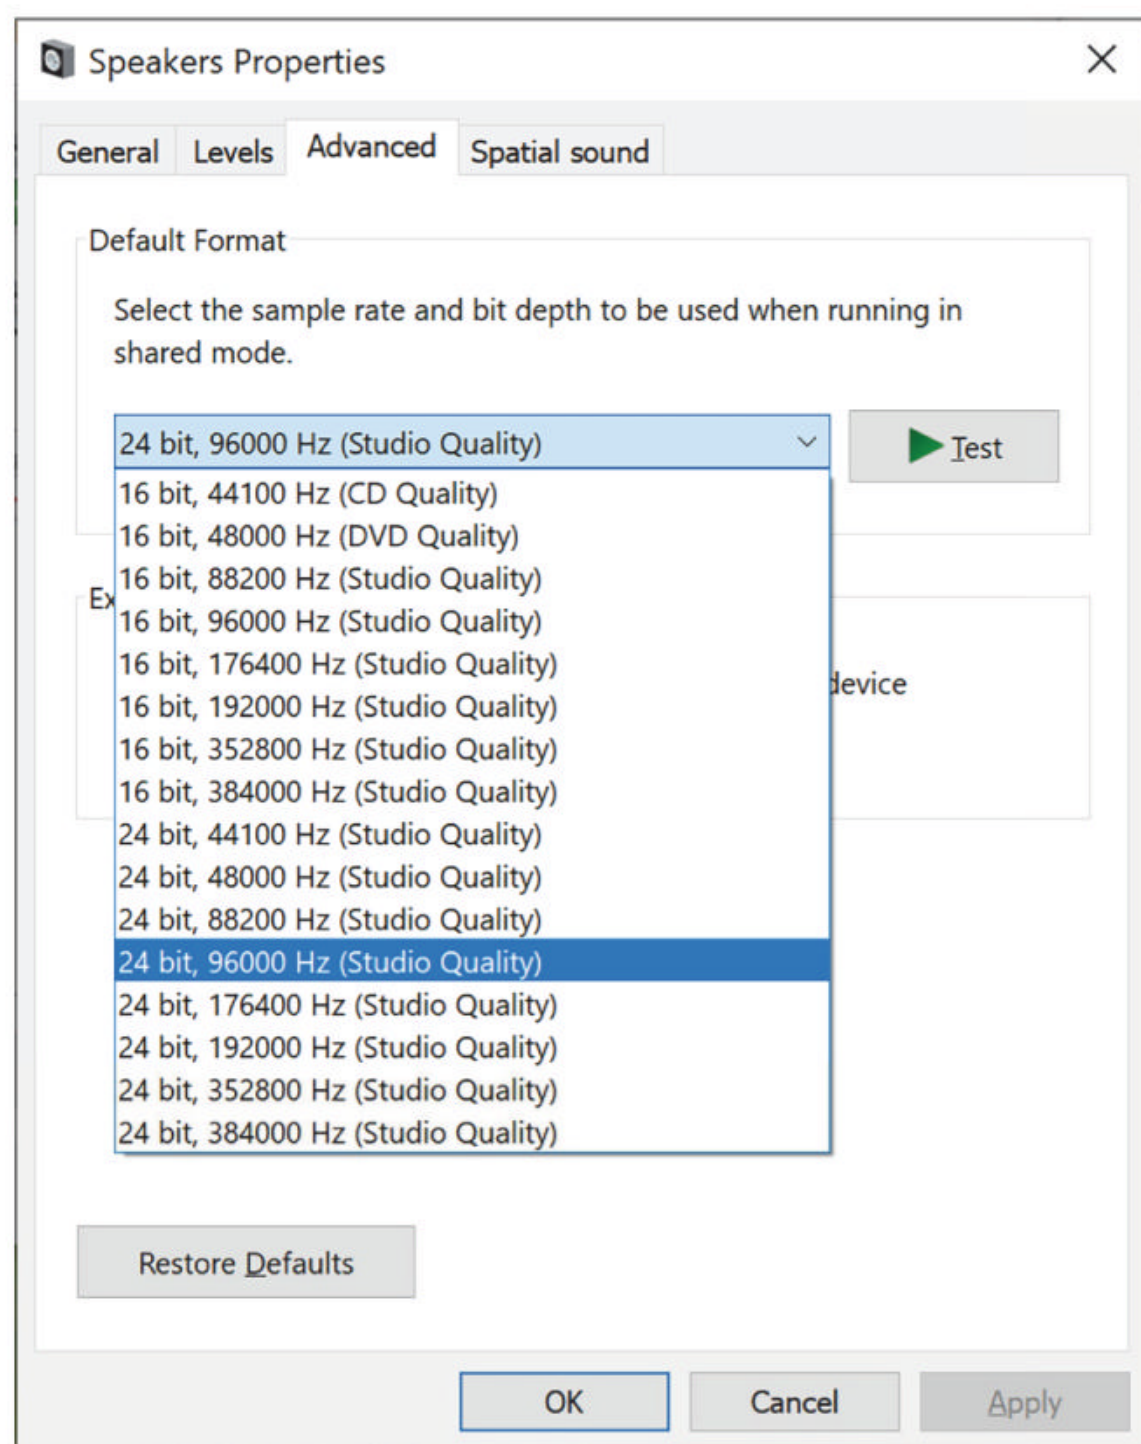 Speakers Properties
General Levels Advanced Spatial sound
Default Format
Select the sample rate and bit depth to be used when running in
shared mode.
24 bit, 96000 Hz (Studio Quality)
Test
16 bit, 44100 Hz (CD Quality)
16 bit, 48000 Hz (DVD Quality)
16 bit, 88200 Hz (Studio Quality)
16 bit, 96000 Hz (Studio Quality)
16 bit, 176400 Hz (Studio Quality)
16 bit, 192000 Hz (Studio Quality)
16 bit, 352800 Hz (Studio Quality)
16 bit, 384000 Hz (Studio Quality)
24 bit, 44100 Hz (Studio Quality)
24 bit, 48000 Hz (Studio Quality)
24 bit, 88200 Hz (Studio Quality)
24 bit, 96000 Hz (Studio Quality)
24 bit, 176400 Hz (Studio Quality)
24 bit, 192000 Hz (Studio Quality)
24 bit, 352800 Hz (Studio Quality)
24 bit, 384000 Hz (Studio Quality)
device
Restore Defaults
OK Cancel Apply